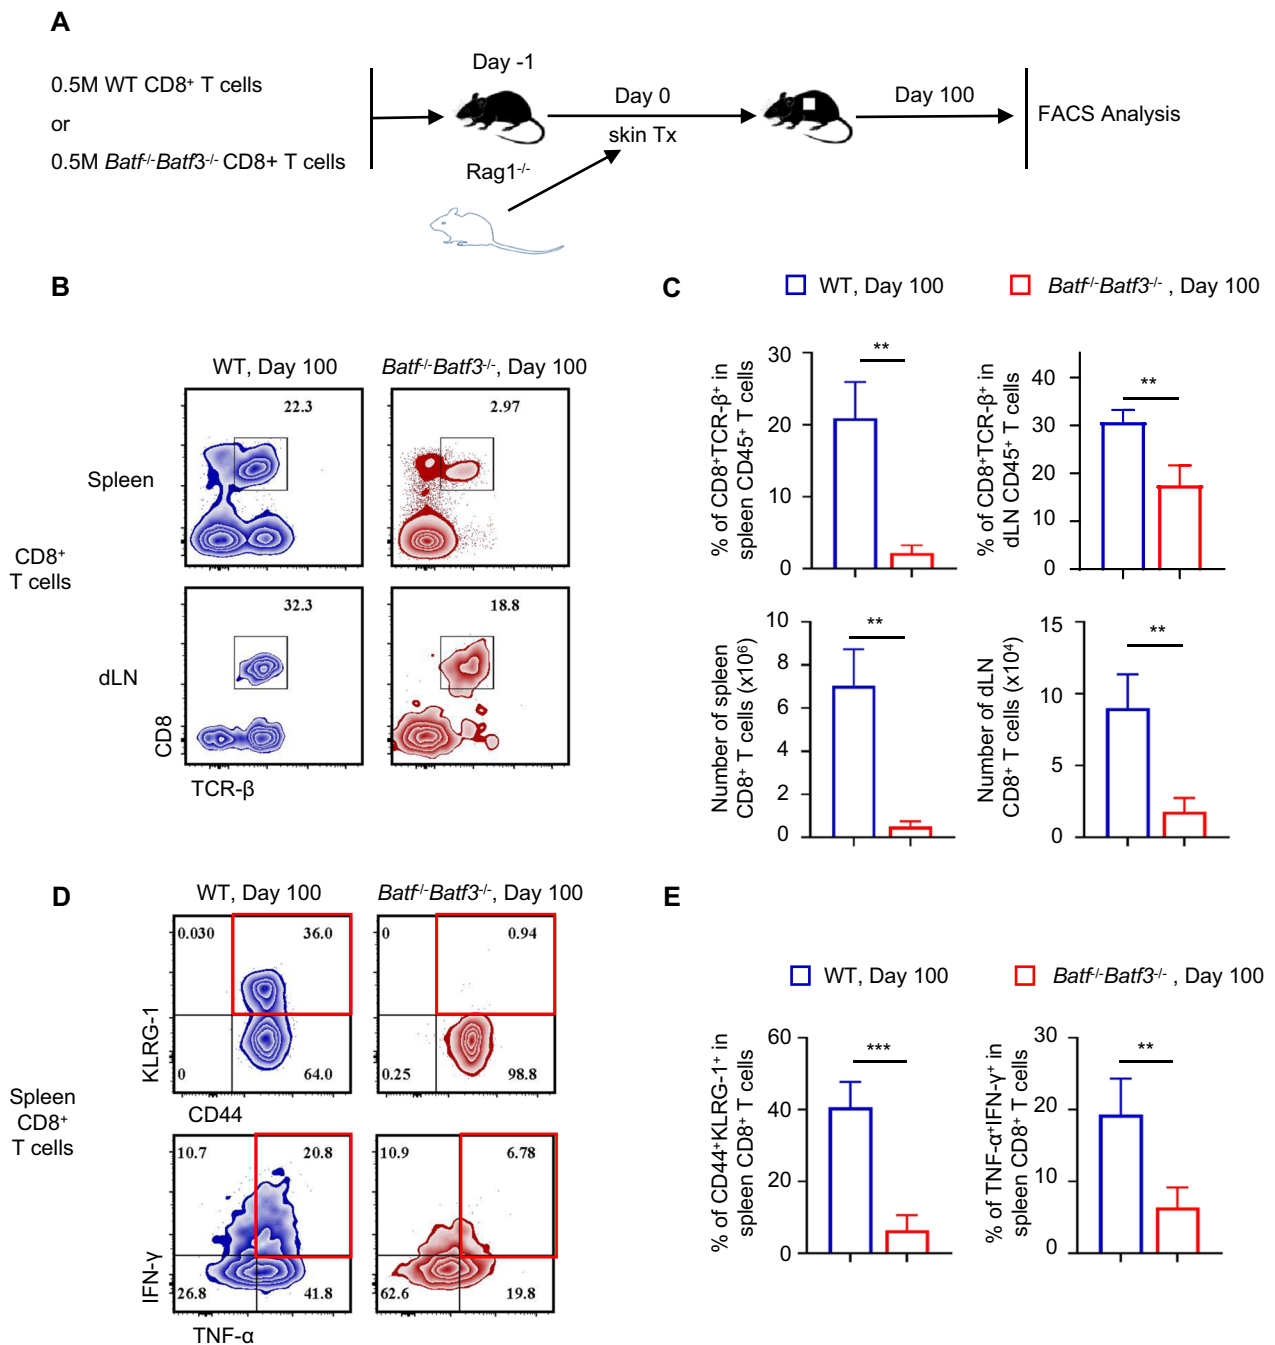 A
0.5M WT CD8⁺ T cells
or
0.5M Batf⁻/⁻Batf3⁻/⁻ CD8+ T cells
Day -1
Rag1⁻/⁻
Day 0
skin Tx
Day 100
FACS Analysis
B
WT, Day 100
Batf⁻/⁻Batf3⁻/⁻, Day 100
CD8⁺
T cells
Spleen
22.3
2.97
dLN
32.3
18.8
CD8
TCR-β
C
WT, Day 100
Batf⁻/⁻Batf3⁻/⁻ , Day 100
% of CD8⁺TCR-β⁺ in
spleen CD45⁺ T cells
30
20
10
0
**
% of CD8⁺TCR-β⁺ in
dLN CD45⁺ T cells
40
30
20
10
0
**
Number of spleen
CD8⁺ T cells (x10⁶)
10
8
6
4
2
0
**
Number of dLN
CD8⁺ T cells (x10⁴)
15
10
5
0
**
D
WT, Day 100
Batf⁻/⁻Batf3⁻/⁻, Day 100
Spleen
CD8⁺
T cells
KLRG-1
0.030
36.0
0
64.0
0
0.94
0.25
98.8
CD44
IFN-γ
10.7
20.8
26.8
41.8
10.9
6.78
62.6
19.8
TNF-α
E
WT, Day 100
Batf⁻/⁻Batf3⁻/⁻ , Day 100
% of CD44⁺KLRG-1⁺ in
spleen CD8⁺ T cells
60
40
20
0
***
% of TNF-α⁺IFN-γ⁺ in
spleen CD8⁺ T cells
30
20
10
0
**